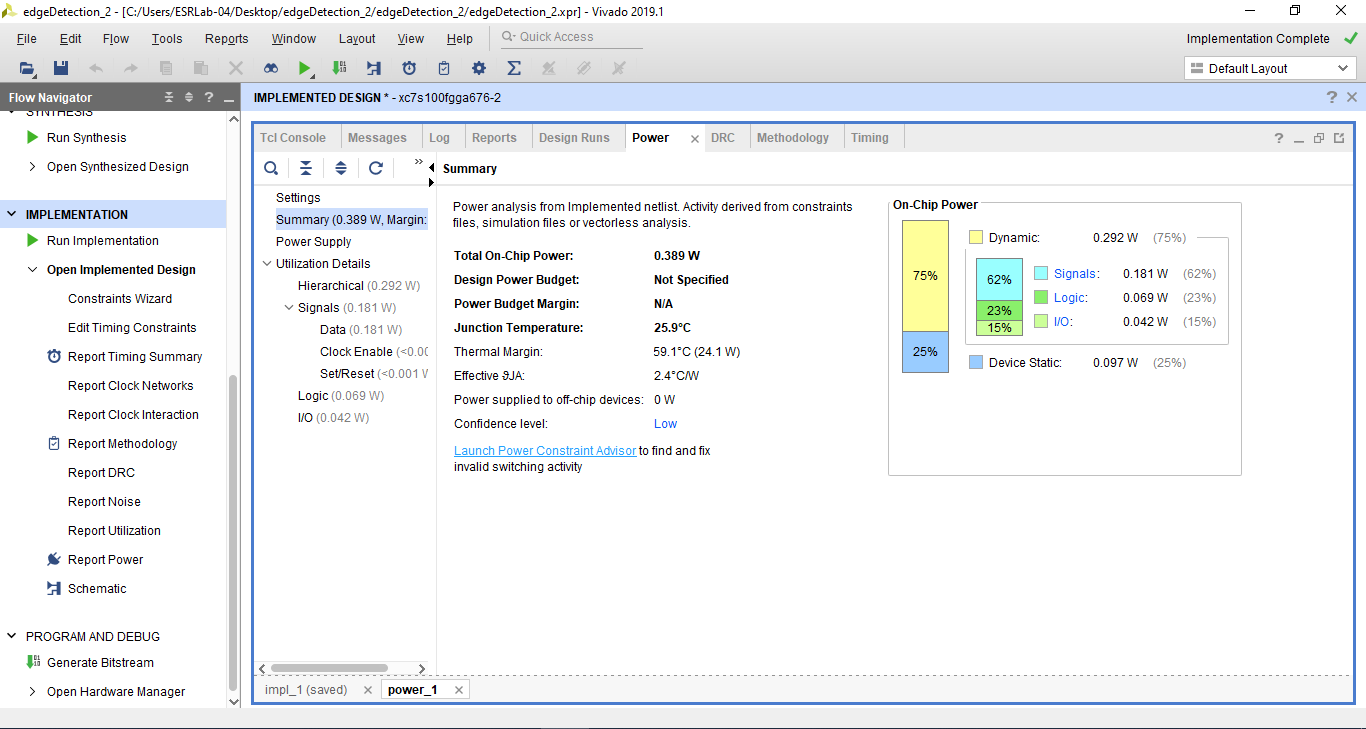 edgeDetection_2 - [C:/Users/ESRLab-04/Desktop/edgeDetection_2/edgeDetection_2/edgeDetection_2.xpr] - Vivado 2019.1
File Edit Flow Tools Reports Window Layout View Help Quick Access
Implementation Complete
Default Layout
Flow Navigator
SYNTHESIS
Run Synthesis
Open Synthesized Design
IMPLEMENTATION
Run Implementation
Open Implemented Design
Constraints Wizard
Edit Timing Constraints
Report Timing Summary
Report Clock Networks
Report Clock Interaction
Report Methodology
Report DRC
Report Noise
Report Utilization
Report Power
Schematic
PROGRAM AND DEBUG
Generate Bitstream
Open Hardware Manager
IMPLEMENTED DESIGN * - xc7s100fgga676-2
Tcl Console Messages Log Reports Design Runs Power DRC Methodology Timing
Settings
Summary (0.389 W, Margin:
Power Supply
Utilization Details
Hierarchical (0.292 W)
Signals (0.181 W)
Data (0.181 W)
Clock Enable (<0.00
Set/Reset (<0.001 W
Logic (0.069 W)
I/O (0.042 W)
Summary
Power analysis from Implemented netlist. Activity derived from constraints
files, simulation files or vectorless analysis.
Total On-Chip Power: 0.389 W
Design Power Budget: Not Specified
Power Budget Margin: N/A
Junction Temperature: 25.9°C
Thermal Margin: 59.1°C (24.1 W)
Effective ϑJA: 2.4°C/W
Power supplied to off-chip devices: 0 W
Confidence level: Low
Launch Power Constraint Advisor to find and fix
invalid switching activity
On-Chip Power
75%
25%
Dynamic: 0.292 W (75%)
62%
23%
15%
Signals: 0.181 W (62%)
Logic: 0.069 W (23%)
I/O: 0.042 W (15%)
Device Static: 0.097 W (25%)
impl_1 (saved) power_1